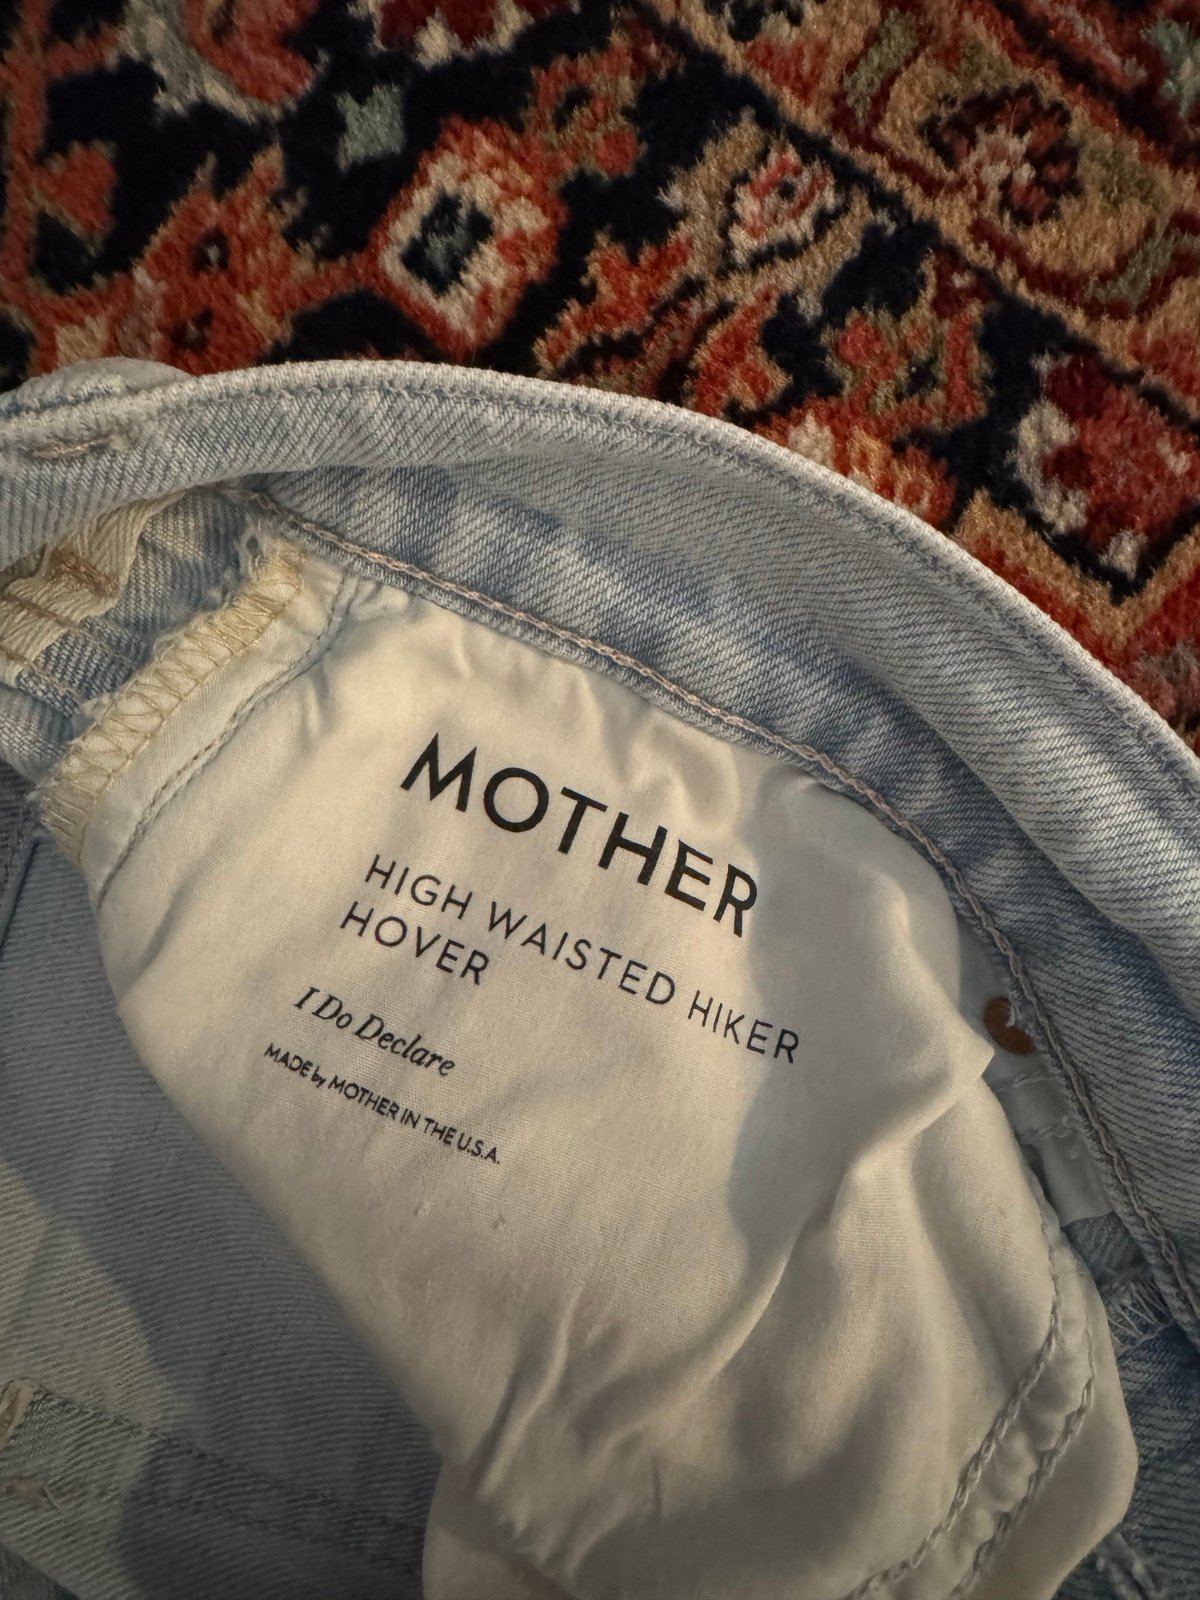 MOTHER
HIGH WAISTED HIKER
HOVER
I Do Declare
MADE by MOTHER IN THE U.S.A.